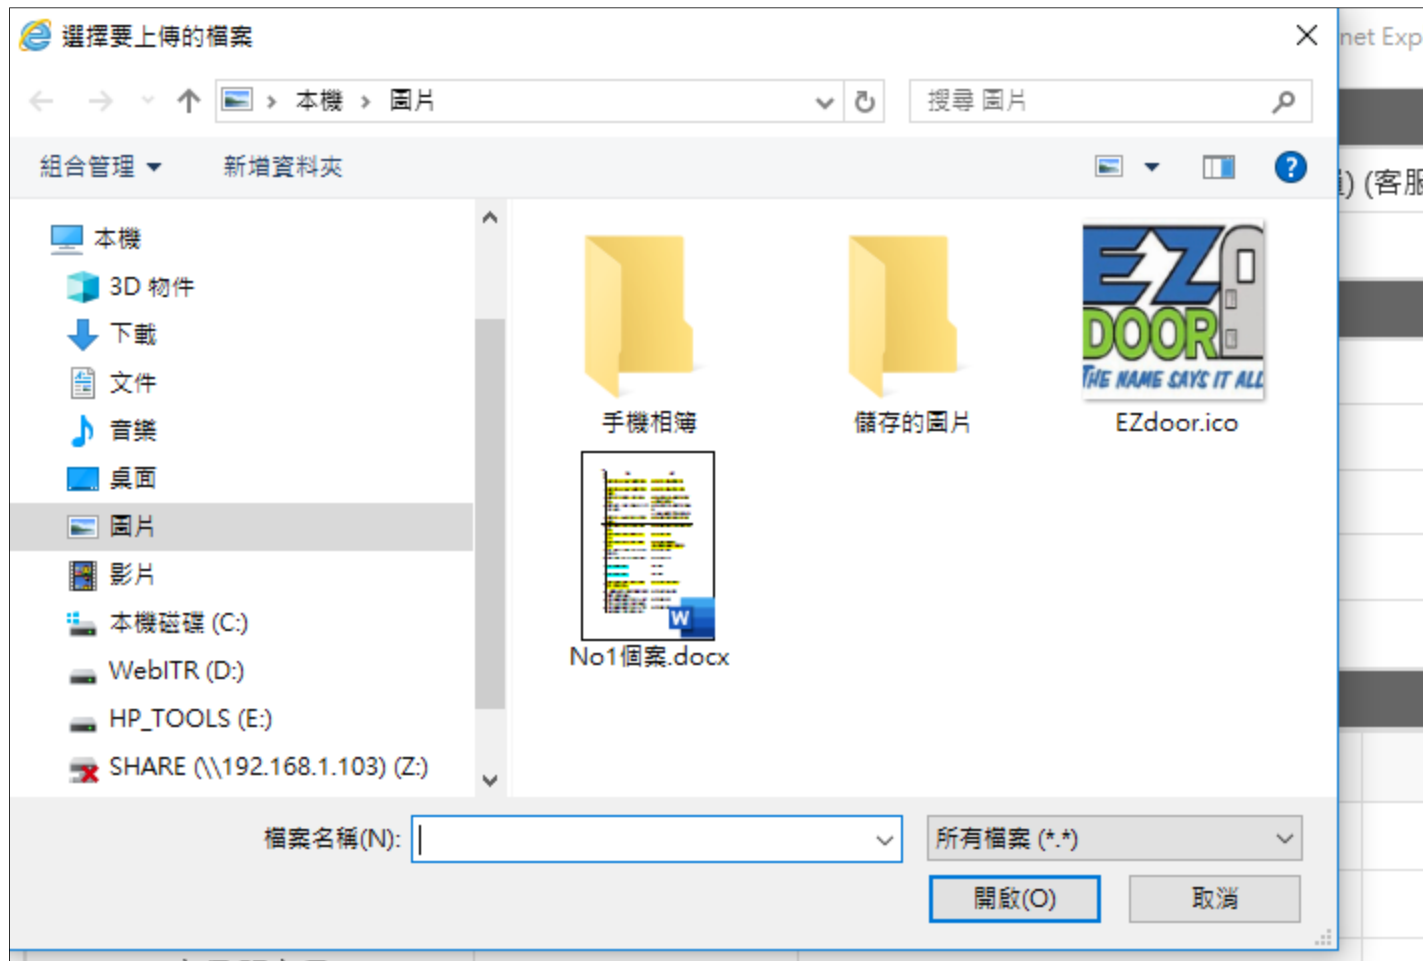 選擇要上傳的檔案
net Exp
本機 > 圖片
搜尋 圖片
組合管理
新增資料夾
(客服
本機
3D 物件
下載
文件
音樂
桌面
圖片
影片
本機磁碟 (C:)
WebITR (D:)
HP_TOOLS (E:)
SHARE (\\192.168.1.103) (Z:)
EZ
DOOR
THE NAME SAYS IT ALL
手機相簿
儲存的圖片
EZdoor.ico
W
No1個案.docx
檔案名稱(N):
所有檔案 (*.*)
開啟(O)
取消